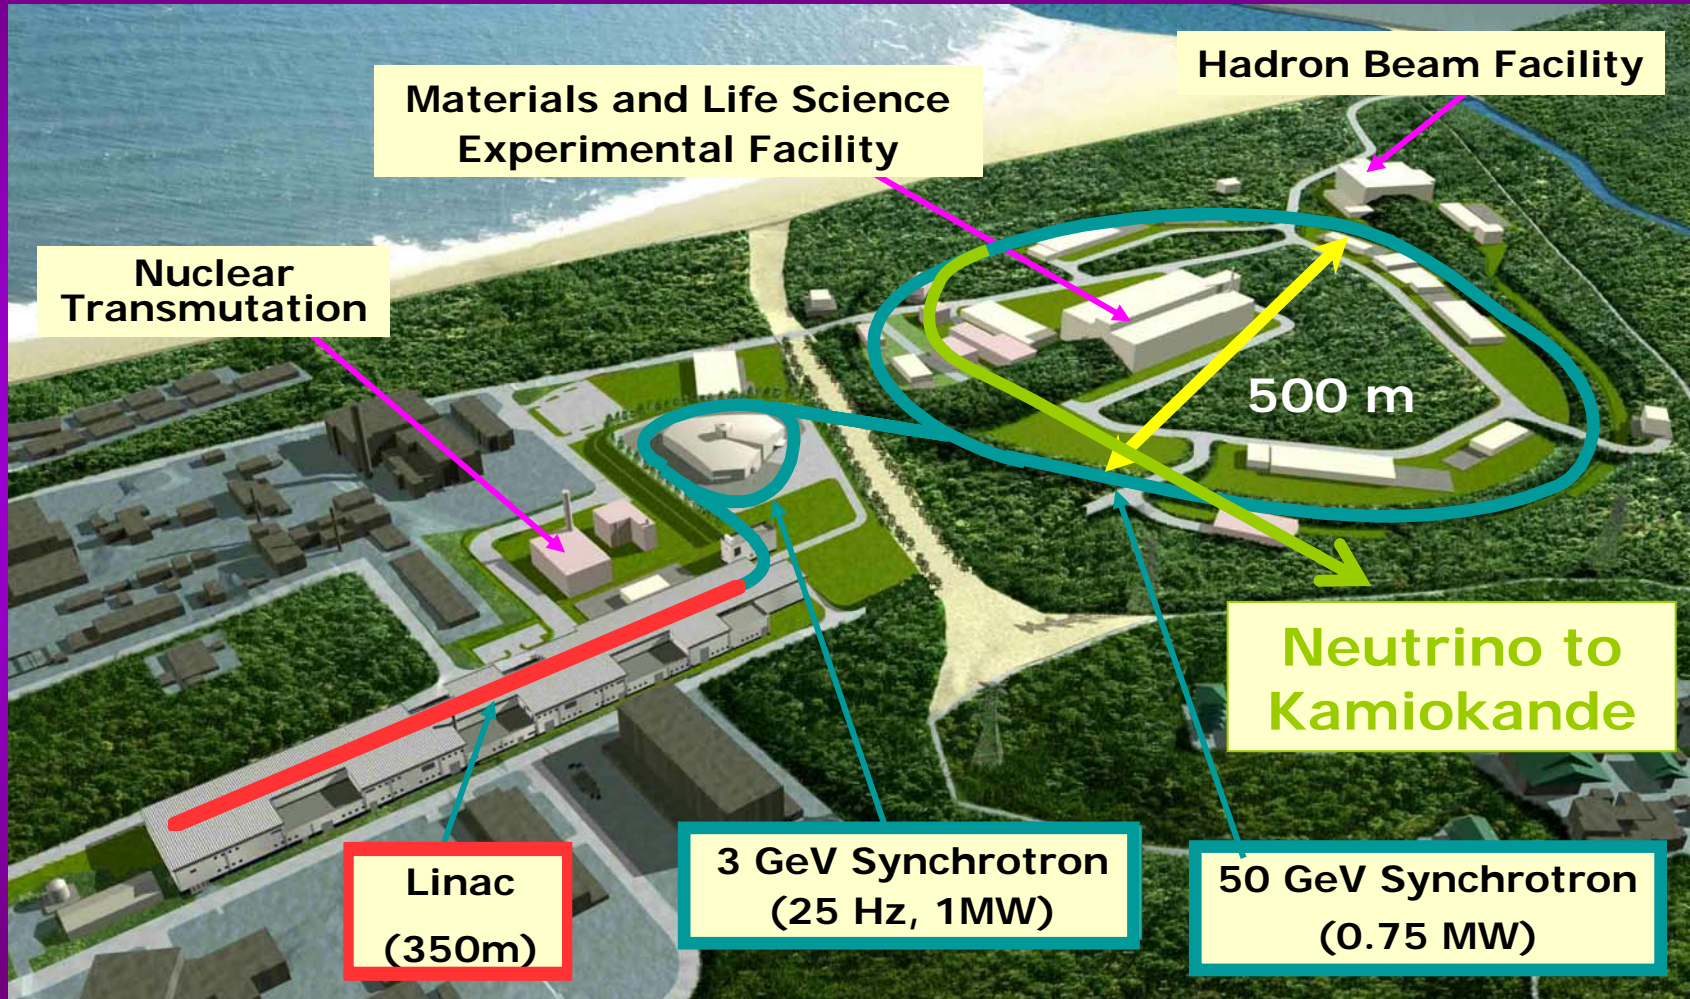 Hadron Beam Facility
Materials and Life Science
Experimental Facility
Nuclear
Transmutation
500 m
Neutrino to
Kamiokande
Linac
(350m)
3 GeV Synchrotron
(25 Hz, 1MW)
50 GeV Synchrotron
(0.75 MW)